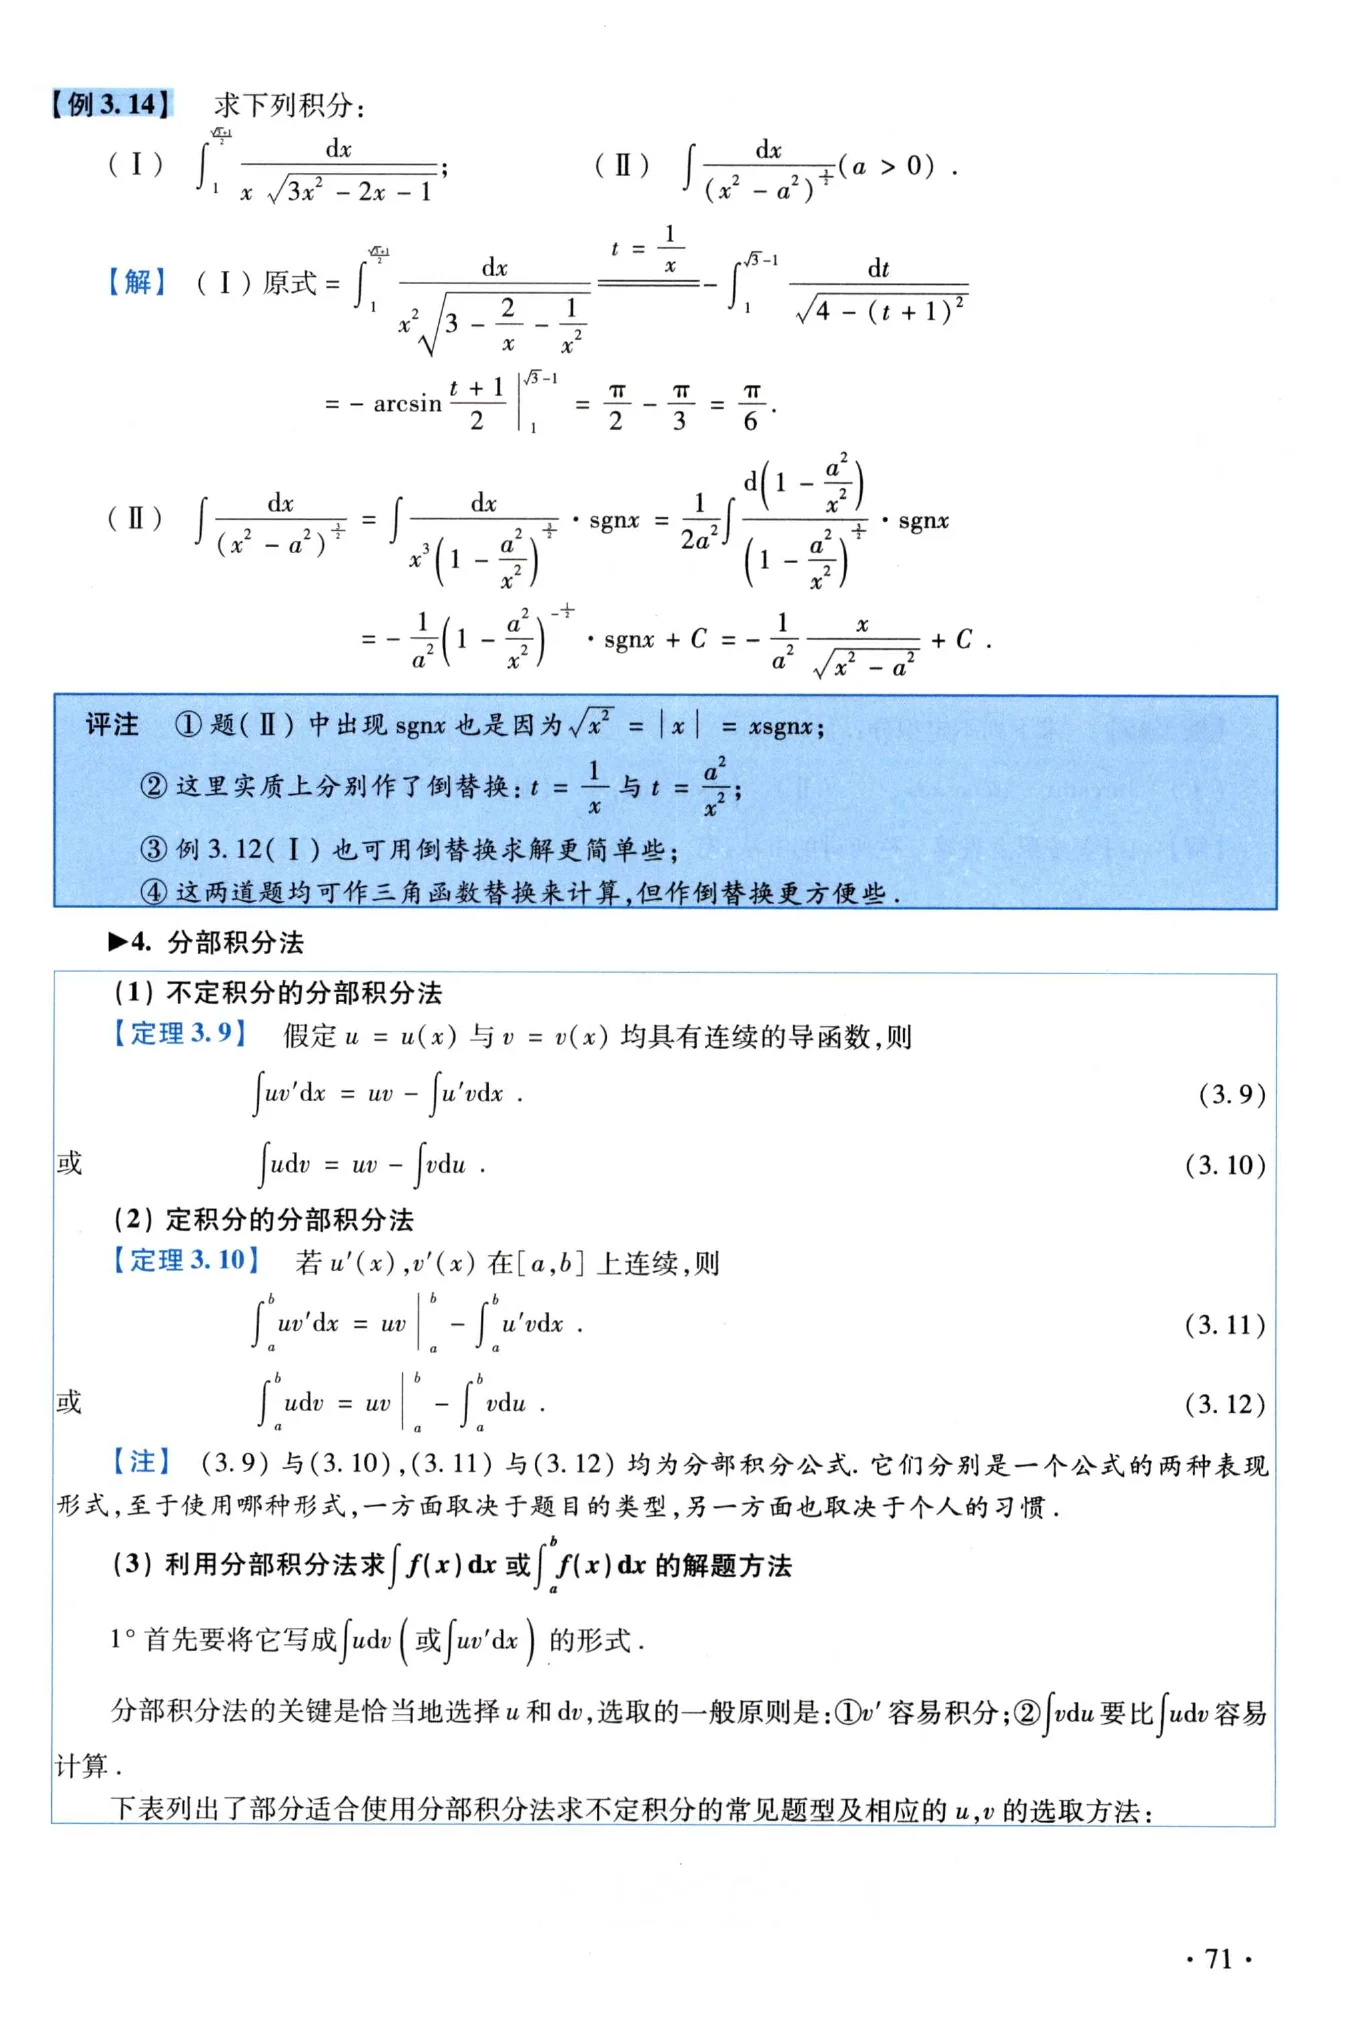 【例3.14】 求下列积分:
(Ⅰ) $\int_{1}^{\frac{\sqrt{3}+1}{2}} \frac{dx}{x\sqrt{3x^2-2x-1}}$; (Ⅱ) $\int \frac{dx}{(x^2-a^2)^{\frac{3}{2}}}(a>0)$.
【解】 (Ⅰ)原式 = $\int_{1}^{\frac{\sqrt{3}+1}{2}} \frac{dx}{x^2\sqrt{3-\frac{2}{x}-\frac{1}{x^2}}} \xlongequal{t=\frac{1}{x}} -\int_{1}^{\sqrt{3}-1} \frac{dt}{\sqrt{4-(t+1)^2}}$
$= -\arcsin\frac{t+1}{2}\Big|_{1}^{\sqrt{3}-1} = \frac{\pi}{2}-\frac{\pi}{3}=\frac{\pi}{6}.$
(Ⅱ) $\int \frac{dx}{(x^2-a^2)^{\frac{3}{2}}} = \int \frac{dx}{x^3\left(1-\frac{a^2}{x^2}\right)^{\frac{3}{2}}} \cdot \text{sgn}x = \frac{1}{2a^2}\int \frac{d\left(1-\frac{a^2}{x^2}\right)}{\left(1-\frac{a^2}{x^2}\right)^{\frac{3}{2}}} \cdot \text{sgn}x$
$= -\frac{1}{a^2}\left(1-\frac{a^2}{x^2}\right)^{-\frac{1}{2}} \cdot \text{sgn}x + C = -\frac{1}{a^2}\frac{x}{\sqrt{x^2-a^2}} + C.$
评注 ①题(Ⅱ)中出现 sgnx 也是因为 $\sqrt{x^2} = |x| = x\text{sgn}x$;
②这里实质上分别作了倒替换: $t=\frac{1}{x}$ 与 $t=\frac{a^2}{x^2}$;
③例 3.12(Ⅰ)也可用倒替换求解更简单些;
④这两道题均可作三角函数替换来计算,但作倒替换更方便些.
▶4. 分部积分法
(1) 不定积分的分部积分法
【定理 3.9】 假定 u = u(x) 与 v = v(x) 均具有连续的导函数,则
$\int uv'dx = uv - \int u'vdx.$ (3.9)
或 $\int udv = uv - \int vdu.$ (3.10)
(2) 定积分的分部积分法
【定理 3.10】 若 u′(x),v′(x) 在[a,b] 上连续,则
$\int_a^b uv'dx = uv\Big|_a^b - \int_a^b u'vdx.$ (3.11)
或 $\int_a^b udv = uv\Big|_a^b - \int_a^b vdu.$ (3.12)
【注】 (3.9) 与(3.10),(3.11) 与(3.12) 均为分部积分公式.它们分别是一个公式的两种表现
形式,至于使用哪种形式,一方面取决于题目的类型,另一方面也取决于个人的习惯.
(3) 利用分部积分法求 $\int f(x)dx$ 或 $\int_a^b f(x)dx$ 的解题方法
1° 首先要将它写成 $\int udv\left(或\int uv'dx\right)$ 的形式.
分部积分法的关键是恰当地选择 u 和 dv,选取的一般原则是:①v′容易积分;②$\int vdu$ 要比 $\int udv$ 容易
计算.
下表列出了部分适合使用分部积分法求不定积分的常见题型及相应的 u,v 的选取方法:
· 71 ·